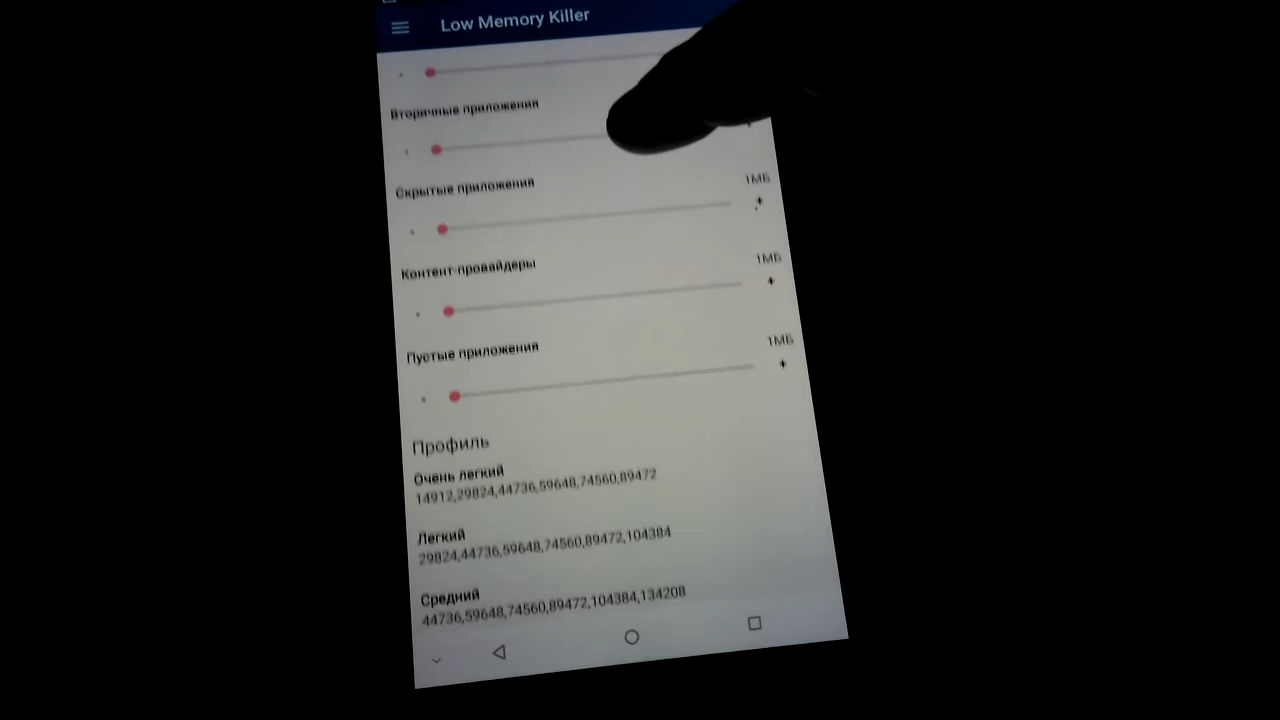 Low Memory Killer
Вторичные приложения
Скрытые приложения
1МБ
Контент-провайдеры
1МБ
Пустые приложения
1МБ
Профиль
Очень легкий
14912,29824,44736,59648,74560,89472
Легкий
29824,44736,59648,74560,89472,104384
Средний
44736,59648,74560,89472,104384,134208